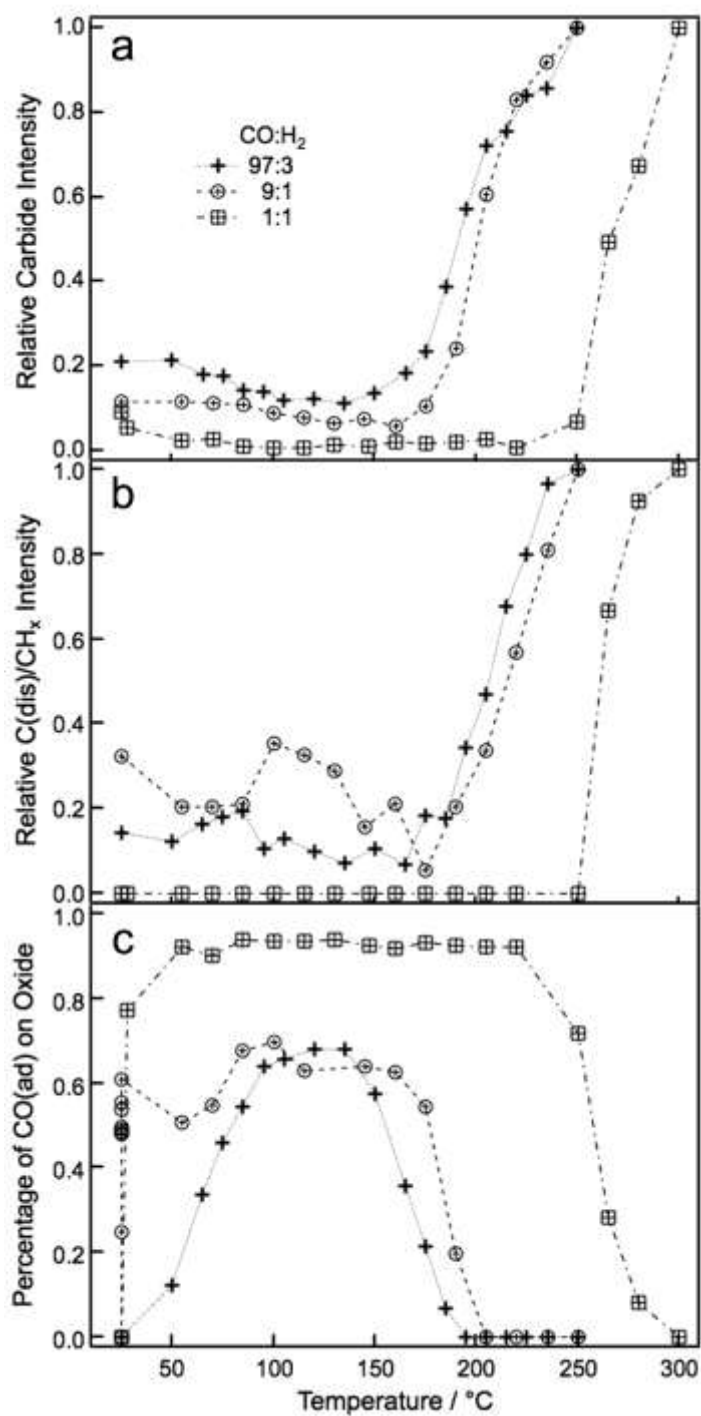 a
1.0
0.8
0.6
0.4
0.2
0.0
Relative Carbide Intensity
CO:H₂
97:3
9:1
1:1
b
1.0
0.8
0.6
0.4
0.2
0.0
Relative C(dis)/CHₓ Intensity
c
1.0
0.8
0.6
0.4
0.2
0.0
Percentage of CO(ad) on Oxide
50 100 150 200 250 300
Temperature / °C